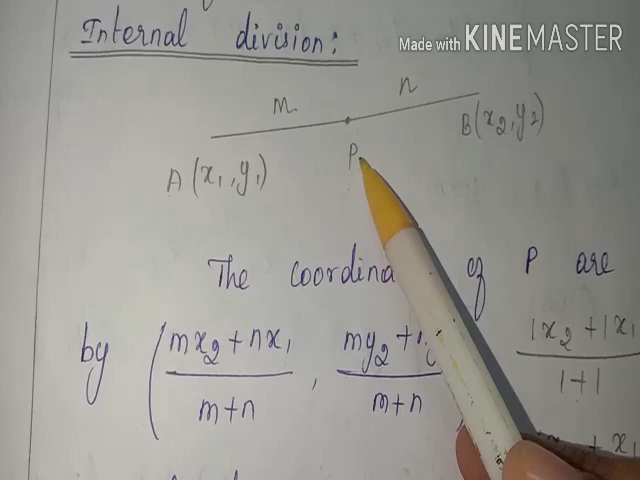 Internal division:
Made with KINEMASTER
m
n
B(x₂, y₂)
P
A (x₁, y₁)
The of P are
by ( mx₂ + nx₁ / m+n , my₂ + / m+n
1x₂ + 1x₁ / 1+1
+ x₁